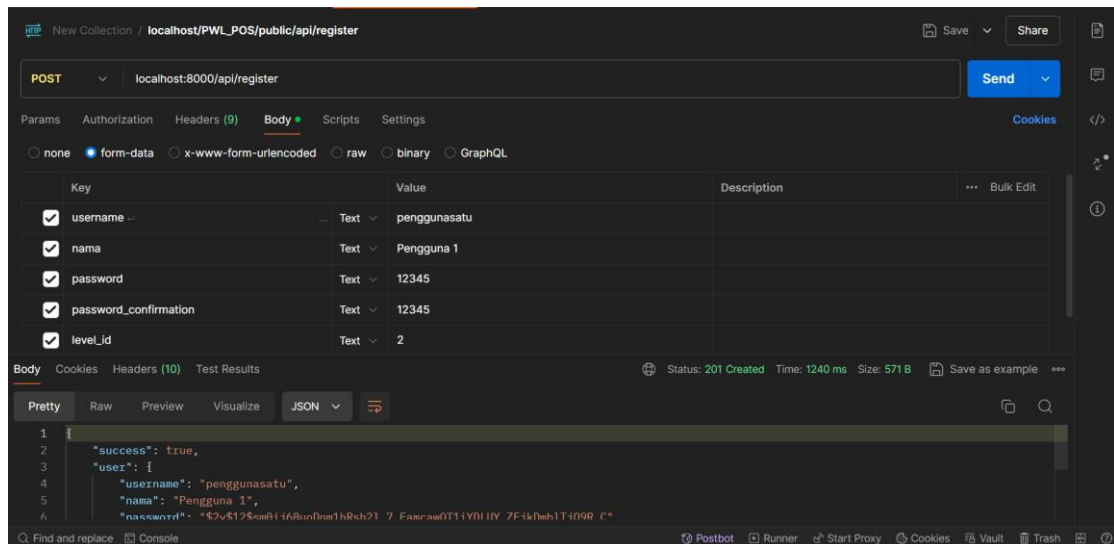 HTTP New Collection / localhost/PWL_POS/public/api/register Save Share
POST localhost:8000/api/register Send
Params Authorization Headers (9) Body Scripts Settings Cookies
none form-data x-www-form-urlencoded raw binary GraphQL
Key Value Description ... Bulk Edit
username ... Text penggunasatu
nama Text Pengguna 1
password Text 12345
password_confirmation Text 12345
level_id Text 2
Body Cookies Headers (10) Test Results Status: 201 Created Time: 1240 ms Size: 571 B Save as example
Pretty Raw Preview Visualize JSON
1 {
2 "success": true,
3 "user": {
4 "username": "penggunasatu",
5 "nama": "Pengguna 1",
6 "password":
Find and replace Console Postbot Runner Start Proxy Cookies Vault Trash